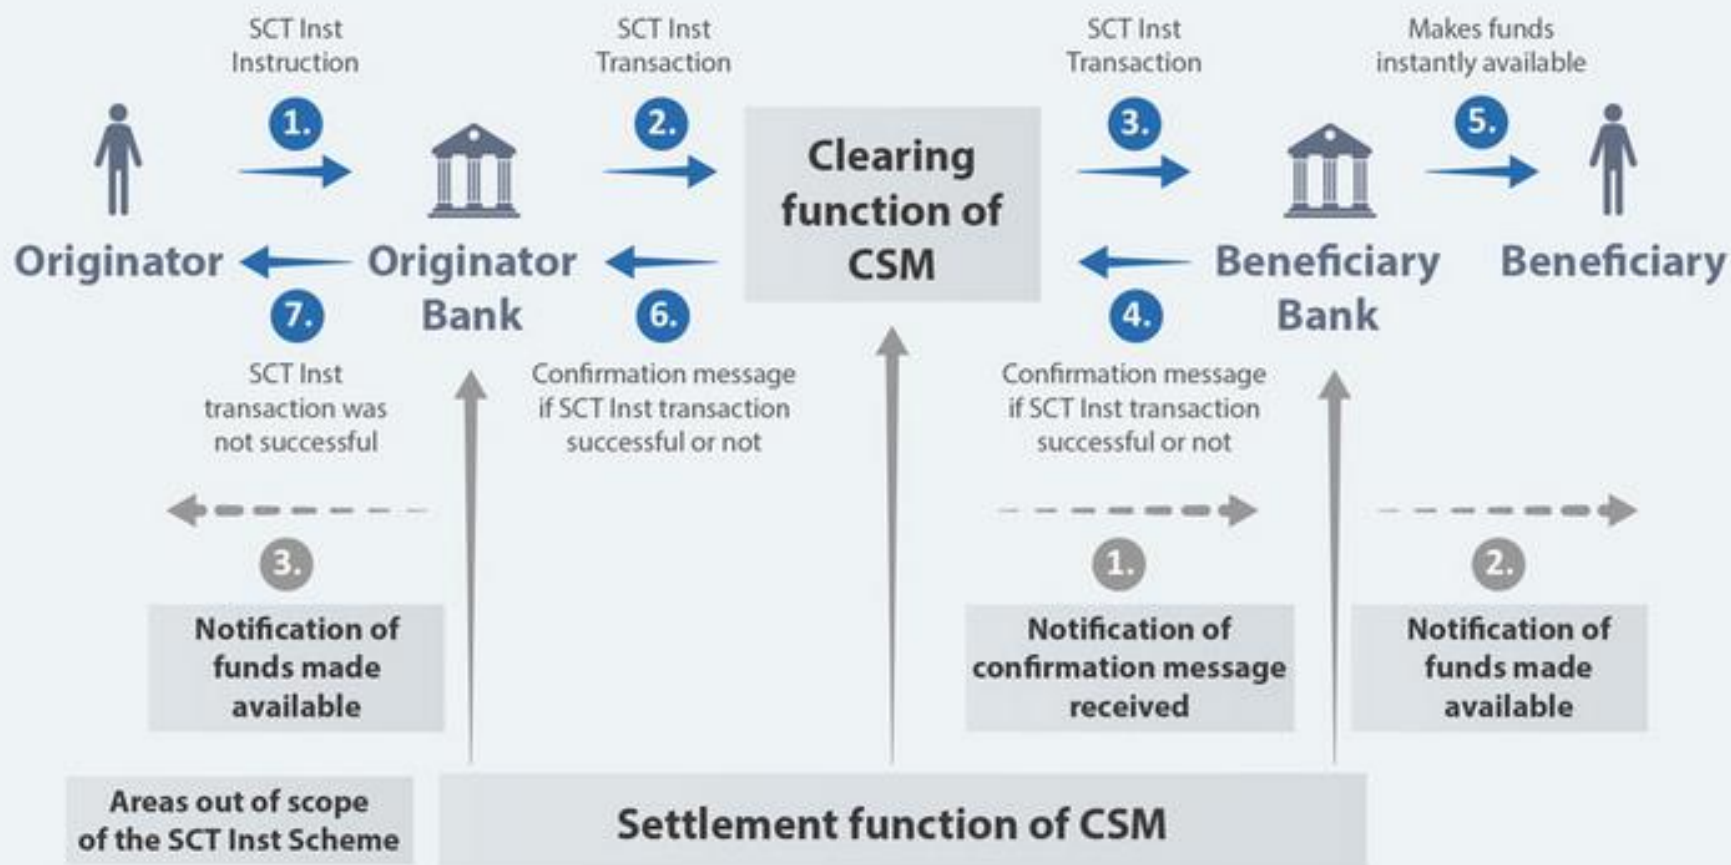 SCT Inst
Instruction
SCT Inst
Transaction
SCT Inst
Transaction
Makes funds
instantly available
1.
2.
3.
5.
Clearing
function of
CSM
Originator
Originator
Bank
Beneficiary
Bank
Beneficiary
7.
6.
4.
SCT Inst
transaction was
not successful
Confirmation message
if SCT Inst transaction
successful or not
Confirmation message
if SCT Inst transaction
successful or not
3.
1.
2.
Notification of
funds made
available
Notification of
confirmation message
received
Notification of
funds made
available
Areas out of scope
of the SCT Inst Scheme
Settlement function of CSM